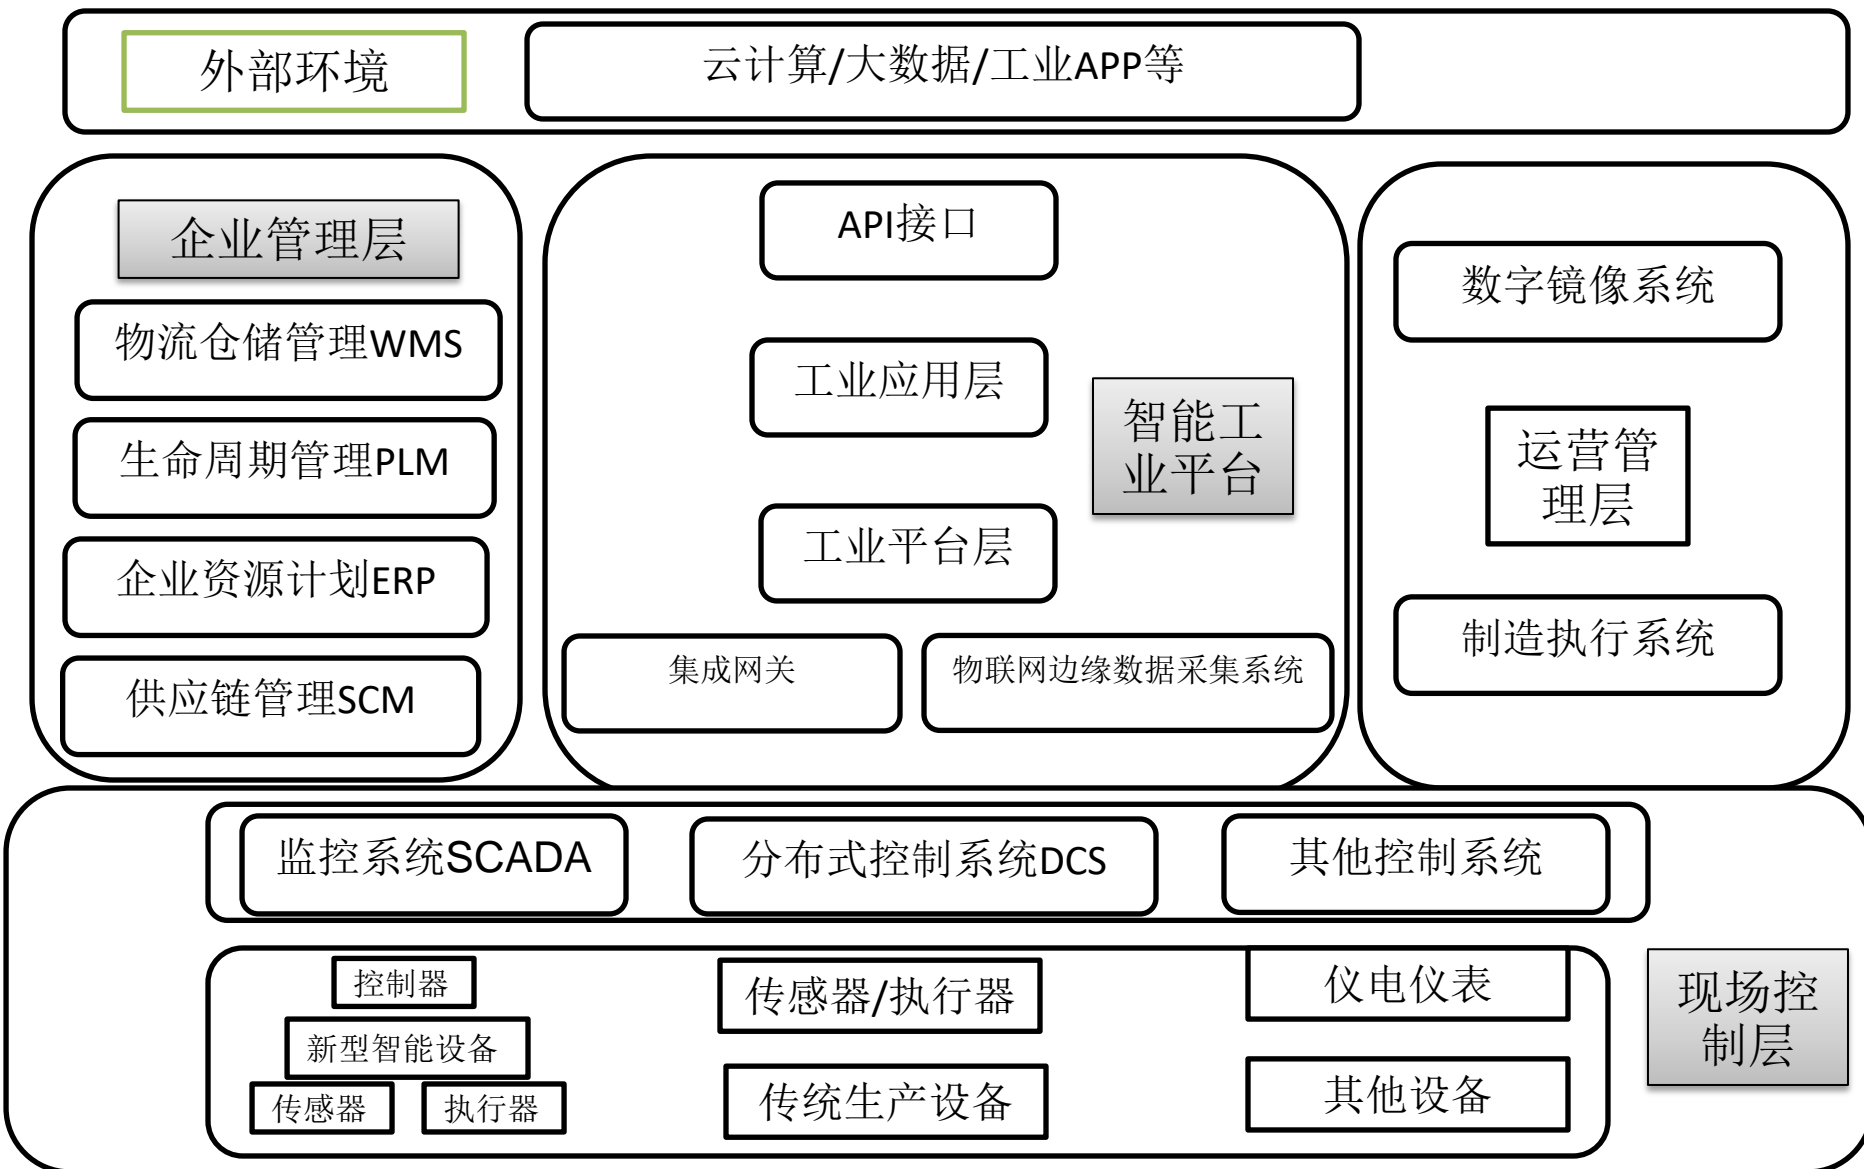 外部环境
云计算/大数据/工业APP等
企业管理层
物流仓储管理WMS
生命周期管理PLM
企业资源计划ERP
供应链管理SCM
API接口
工业应用层
工业平台层
智能工
业平台
集成网关
物联网边缘数据采集系统
数字镜像系统
运营管
理层
制造执行系统
监控系统SCADA
分布式控制系统DCS
其他控制系统
控制器
新型智能设备
传感器
执行器
传感器/执行器
传统生产设备
仪电仪表
其他设备
现场控
制层